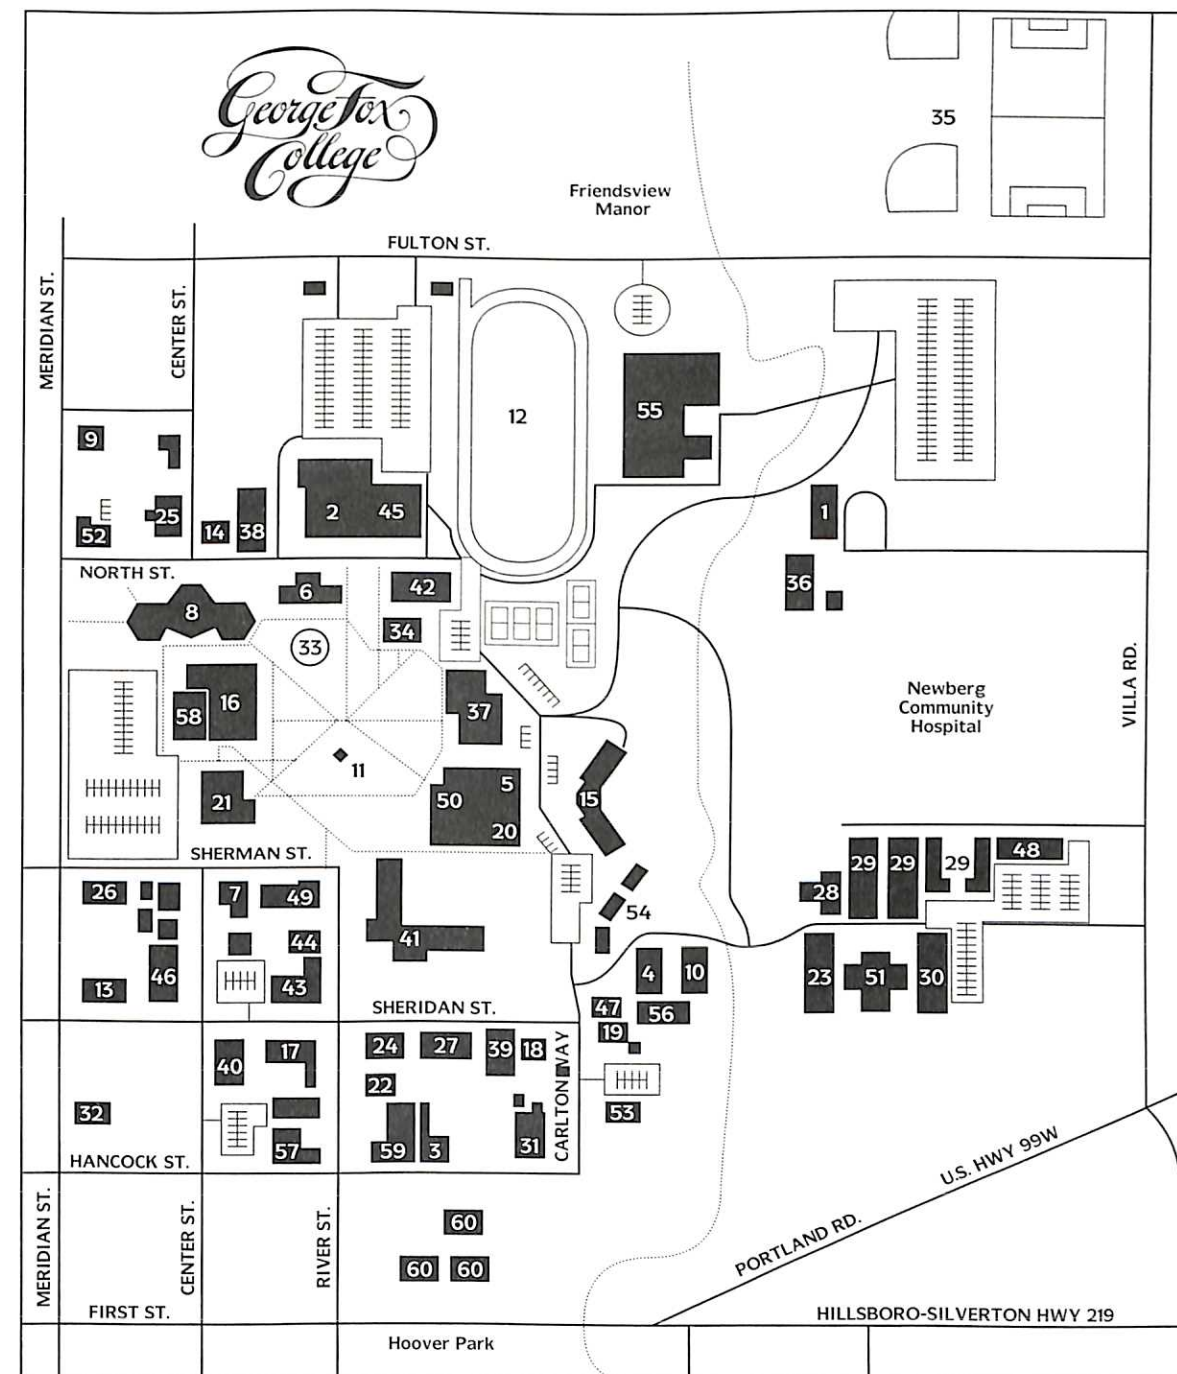 George Fox
College
35
Friendsview
Manor
FULTON ST.
MERIDIAN ST.
CENTER ST.
12
55
9
25
52
14
38
2
45
1
NORTH ST.
6
42
36
8
34
33
VILLA RD.
Newberg
Community
Hospital
16
58
37
11
5
50
20
15
21
SHERMAN ST.
26
7
49
29
29
29
48
28
54
44
41
46
13
43
4
10
23
51
30
SHERIDAN ST.
47
56
19
40
17
24
27
39
18
CARLTON WAY
22
32
53
57
59
3
31
HANCOCK ST.
U.S. HWY 99W
PORTLAND RD.
MERIDIAN ST.
CENTER ST.
RIVER ST.
60
60
60
FIRST ST.
HILLSBORO-SILVERTON HWY 219
Hoover Park